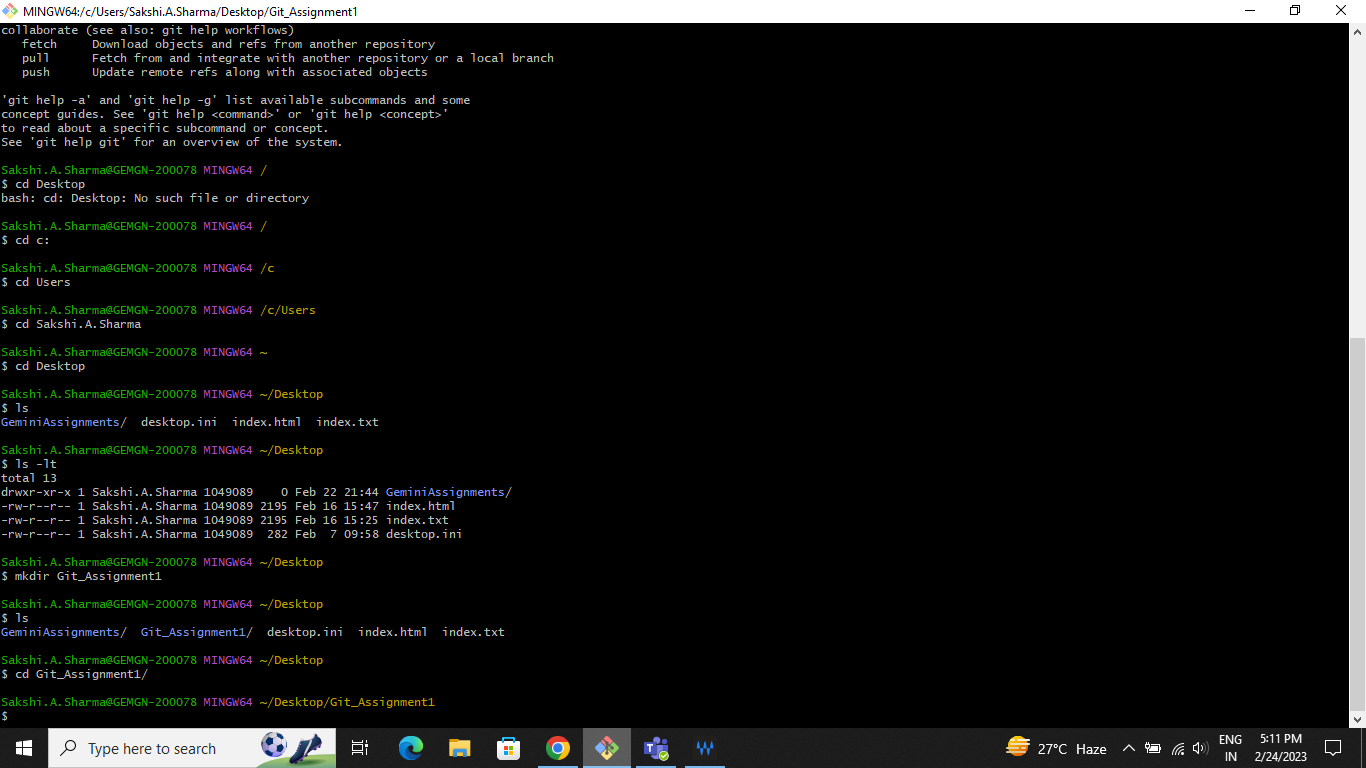 MINGW64:/c/Users/Sakshi.A.Sharma/Desktop/Git_Assignment1
collaborate (see also: git help workflows)
   fetch     Download objects and refs from another repository
   pull      Fetch from and integrate with another repository or a local branch
   push      Update remote refs along with associated objects

'git help -a' and 'git help -g' list available subcommands and some
concept guides. See 'git help <command>' or 'git help <concept>'
to read about a specific subcommand or concept.
See 'git help git' for an overview of the system.

Sakshi.A.Sharma@GEMGN-200078 MINGW64 /
$ cd Desktop
bash: cd: Desktop: No such file or directory

Sakshi.A.Sharma@GEMGN-200078 MINGW64 /
$ cd c:

Sakshi.A.Sharma@GEMGN-200078 MINGW64 /c
$ cd Users

Sakshi.A.Sharma@GEMGN-200078 MINGW64 /c/Users
$ cd Sakshi.A.Sharma

Sakshi.A.Sharma@GEMGN-200078 MINGW64 ~
$ cd Desktop

Sakshi.A.Sharma@GEMGN-200078 MINGW64 ~/Desktop
$ ls
GeminiAssignments/  desktop.ini  index.html  index.txt

Sakshi.A.Sharma@GEMGN-200078 MINGW64 ~/Desktop
$ ls -lt
total 13
drwxr-xr-x 1 Sakshi.A.Sharma 1049089    0 Feb 22 21:44 GeminiAssignments/
-rw-r--r-- 1 Sakshi.A.Sharma 1049089 2195 Feb 16 15:47 index.html
-rw-r--r-- 1 Sakshi.A.Sharma 1049089 2195 Feb 16 15:25 index.txt
-rw-r--r-- 1 Sakshi.A.Sharma 1049089  282 Feb  7 09:58 desktop.ini

Sakshi.A.Sharma@GEMGN-200078 MINGW64 ~/Desktop
$ mkdir Git_Assignment1

Sakshi.A.Sharma@GEMGN-200078 MINGW64 ~/Desktop
$ ls
GeminiAssignments/  Git_Assignment1/  desktop.ini  index.html  index.txt

Sakshi.A.Sharma@GEMGN-200078 MINGW64 ~/Desktop
$ cd Git_Assignment1/

Sakshi.A.Sharma@GEMGN-200078 MINGW64 ~/Desktop/Git_Assignment1
$
Type here to search
27°C Haze
ENG
IN
5:11 PM
2/24/2023